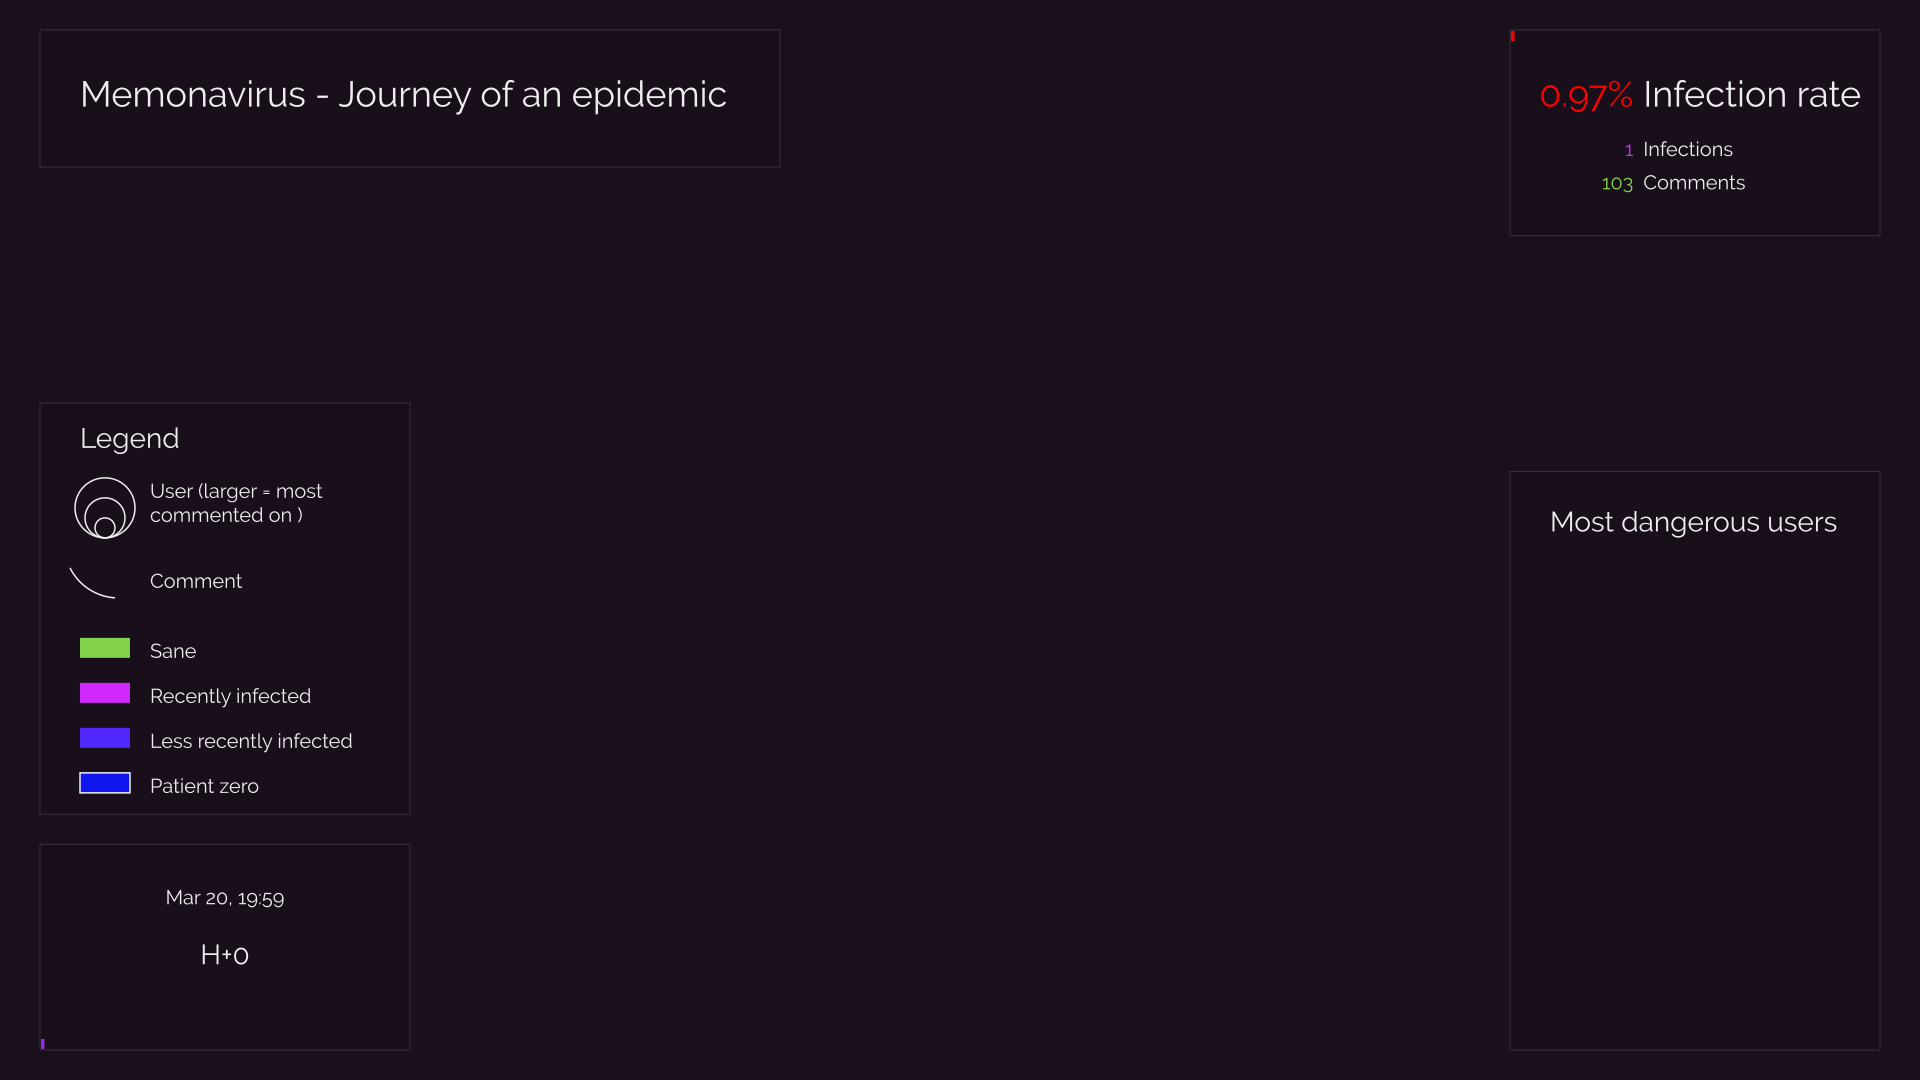 Memonavirus - Journey of an epidemic
0.97% Infection rate
1 Infections
103 Comments
Legend
User (larger = most
commented on )
Comment
Sane
Recently infected
Less recently infected
Patient zero
Mar 20, 19:59
H+0
Most dangerous users